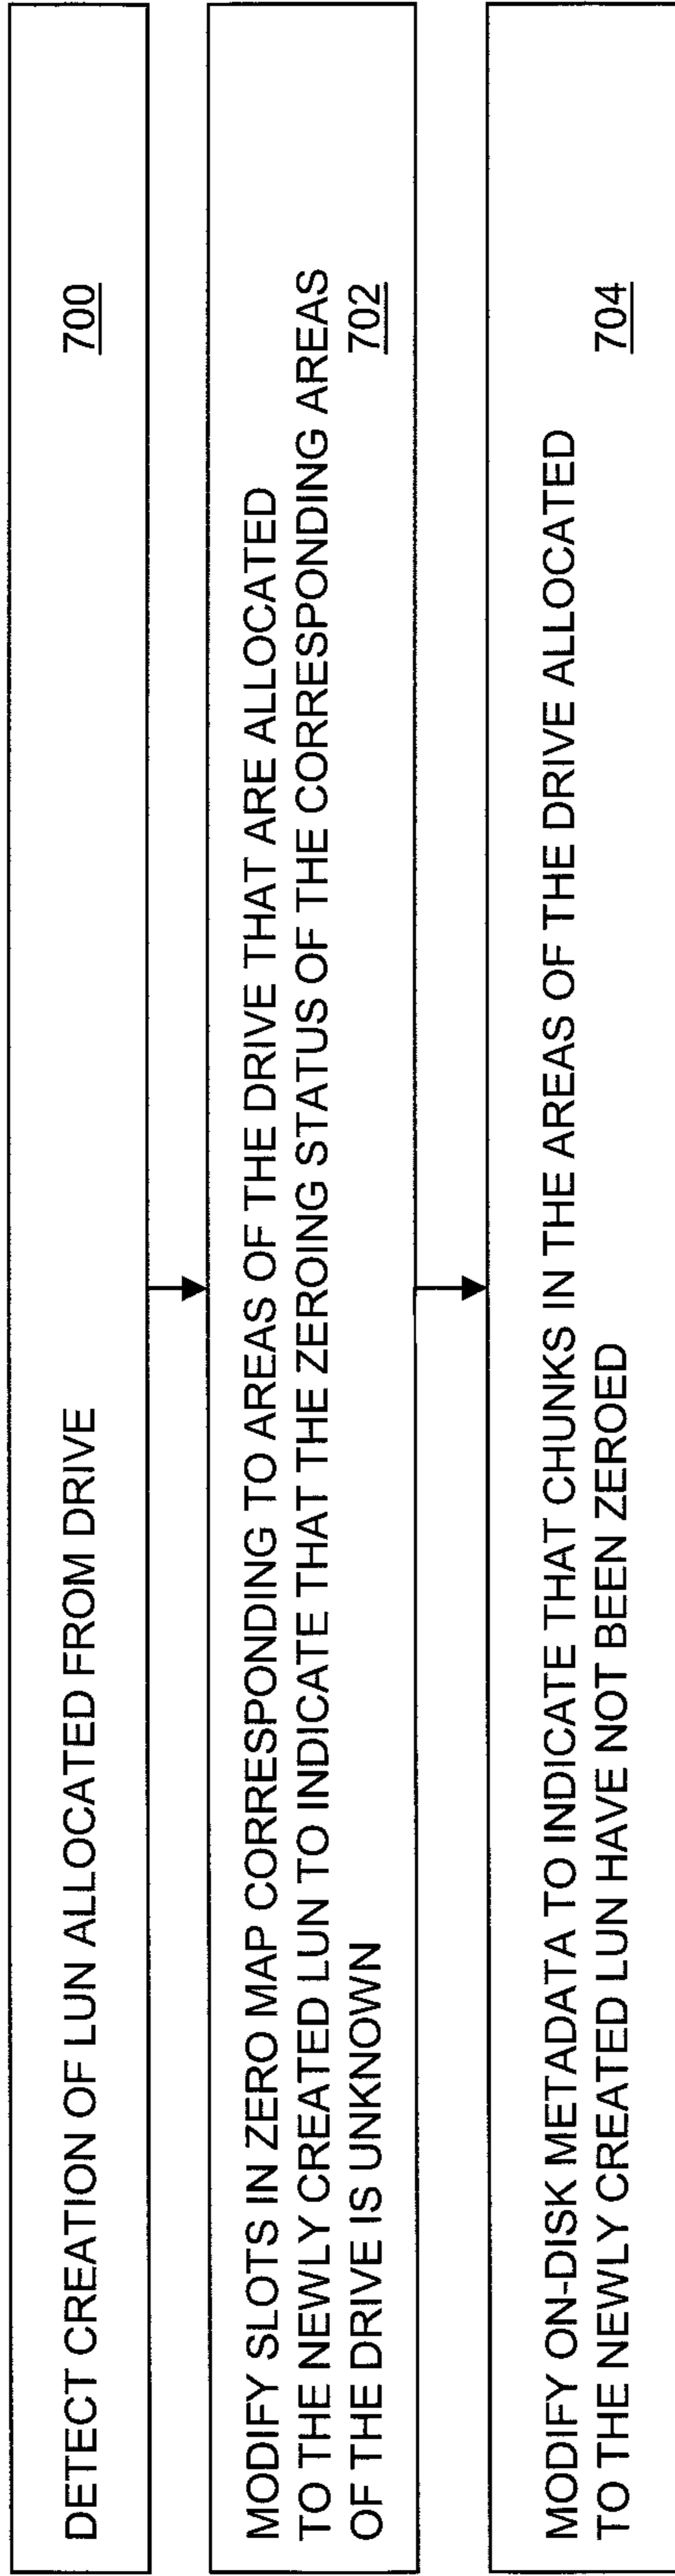 DETECT CREATION OF LUN ALLOCATED FROM DRIVE
700
MODIFY SLOTS IN ZERO MAP CORRESPONDING TO AREAS OF THE DRIVE THAT ARE ALLOCATED
TO THE NEWLY CREATED LUN TO INDICATE THAT THE ZEROING STATUS OF THE CORRESPONDING AREAS
OF THE DRIVE IS UNKNOWN
702
MODIFY ON-DISK METADATA TO INDICATE THAT CHUNKS IN THE AREAS OF THE DRIVE ALLOCATED
TO THE NEWLY CREATED LUN HAVE NOT BEEN ZEROED
704